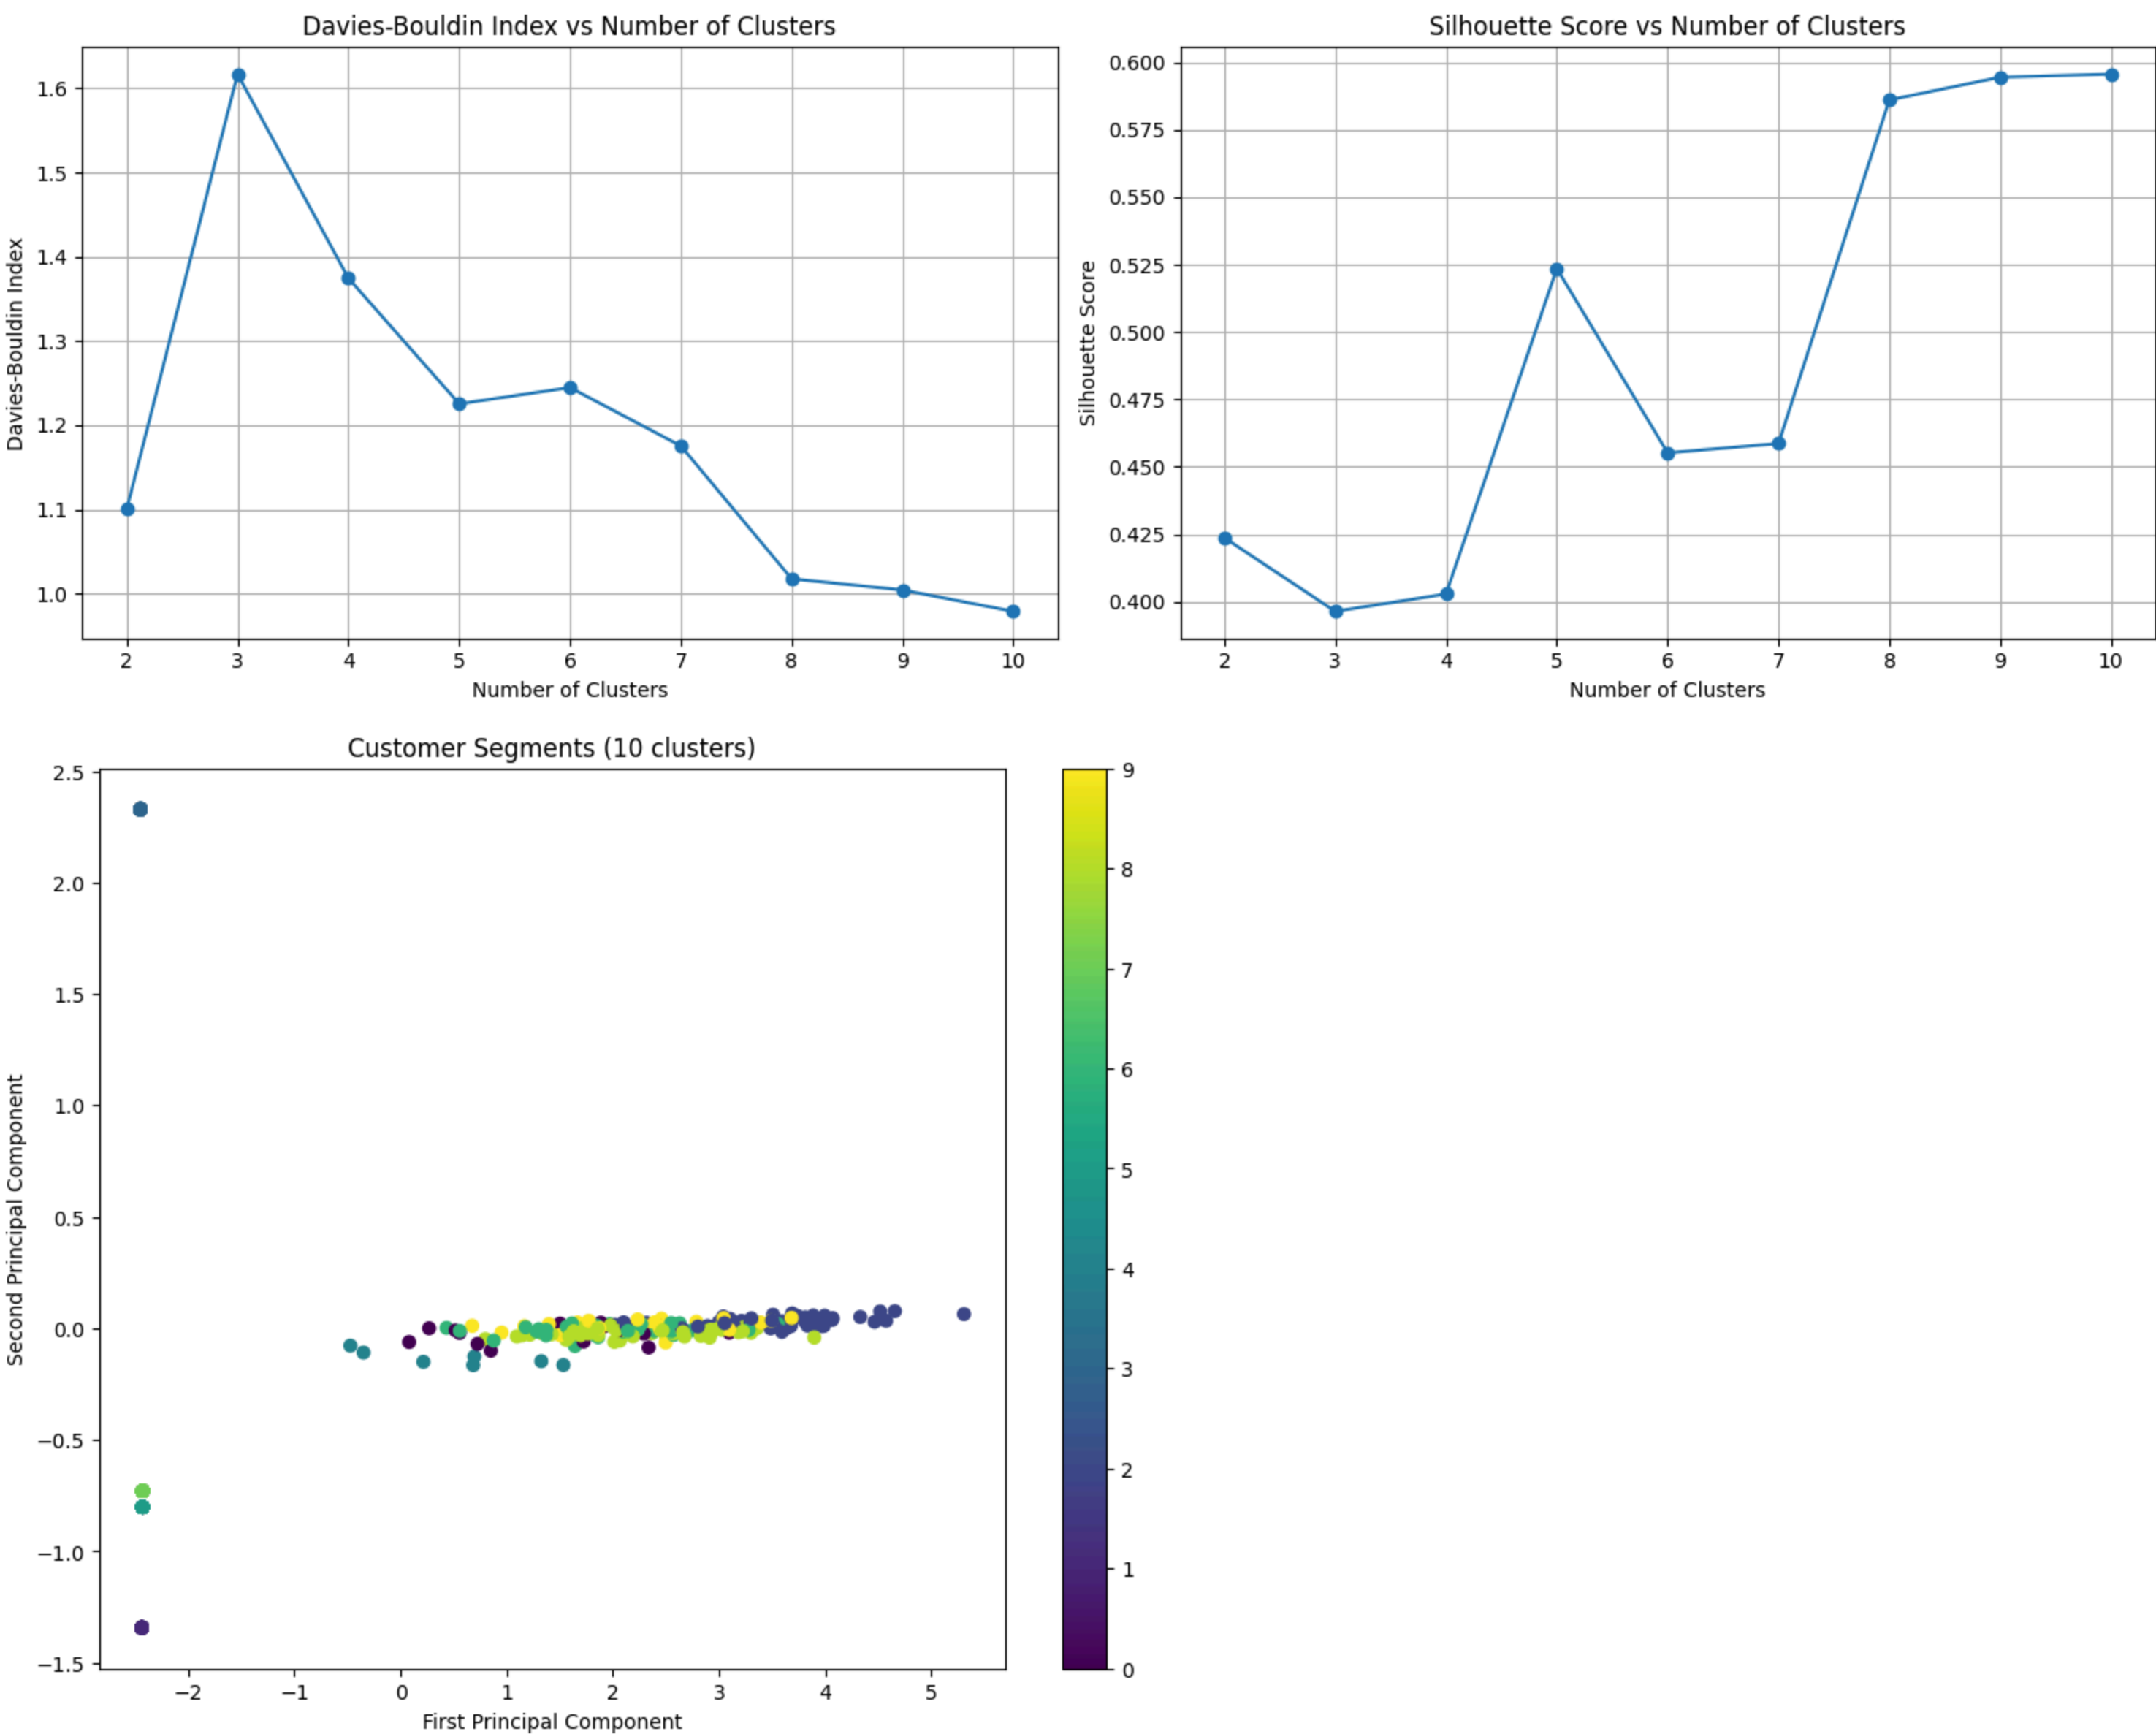 Davies-Bouldin Index vs Number of Clusters
1.6
1.5
1.4
1.3
1.2
1.1
1.0
Davies-Bouldin Index
2 3 4 5 6 7 8 9 10
Number of Clusters
Silhouette Score vs Number of Clusters
0.600
0.575
0.550
0.525
0.500
0.475
0.450
0.425
0.400
Silhouette Score
2 3 4 5 6 7 8 9 10
Number of Clusters
Customer Segments (10 clusters)
2.5
2.0
1.5
1.0
0.5
0.0
−0.5
−1.0
−1.5
Second Principal Component
−2 −1 0 1 2 3 4 5
First Principal Component
9
8
7
6
5
4
3
2
1
0